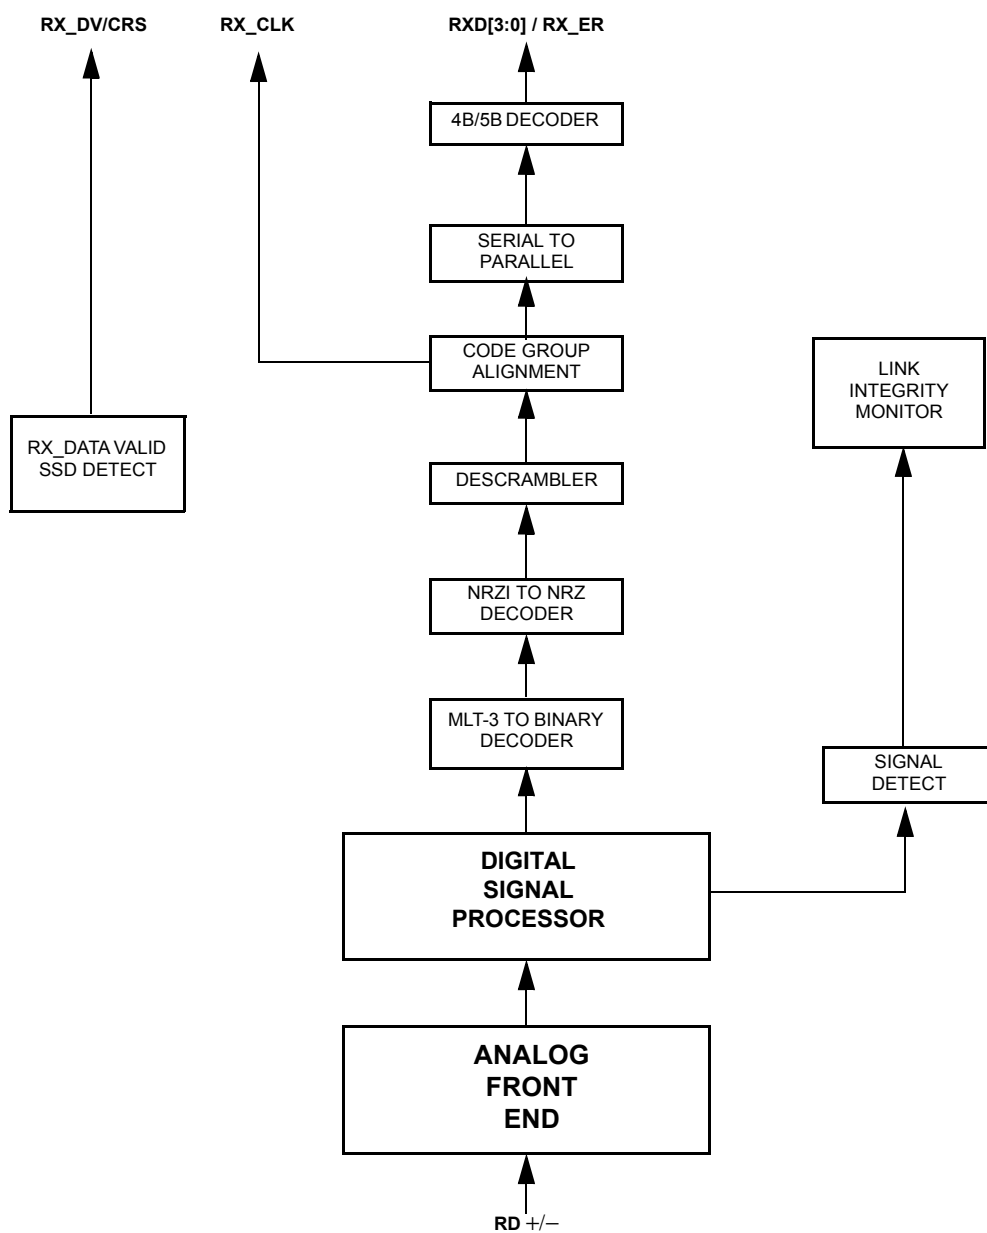 RX_DV/CRS
RX_CLK
RXD[3:0] / RX_ER
4B/5B DECODER
SERIAL TO
PARALLEL
CODE GROUP
ALIGNMENT
LINK
INTEGRITY
MONITOR
RX_DATA VALID
SSD DETECT
DESCRAMBLER
NRZI TO NRZ
DECODER
MLT-3 TO BINARY
DECODER
SIGNAL
DETECT
DIGITAL
SIGNAL
PROCESSOR
ANALOG
FRONT
END
RD +/−